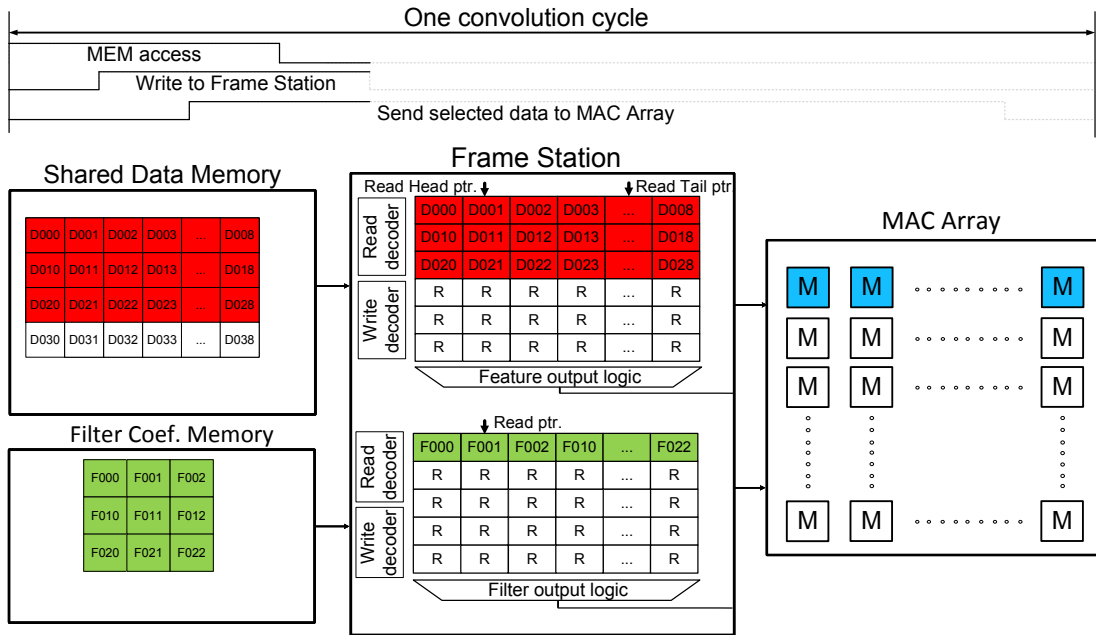 One convolution cycle
MEM access
Write to Frame Station
Send selected data to MAC Array
Shared Data Memory
D000 D001 D002 D003 ... D008
D010 D011 D012 D013 ... D018
D020 D021 D022 D023 ... D028
D030 D031 D032 D033 ... D038
Filter Coef. Memory
F000 F001 F002
F010 F011 F012
F020 F021 F022
Frame Station
Read Head ptr. Read Tail ptr
Read decoder
Write decoder
D000 D001 D002 D003 ... D008
D010 D011 D012 D013 ... D018
D020 D021 D022 D023 ... D028
R R R R ... R
R R R R ... R
R R R R ... R
Feature output logic
Read ptr.
Read decoder
Write decoder
F000 F001 F002 F010 ... F022
R R R R ... R
R R R R ... R
R R R R ... R
R R R R ... R
Filter output logic
MAC Array
M M M
M M M
M M M
M M M